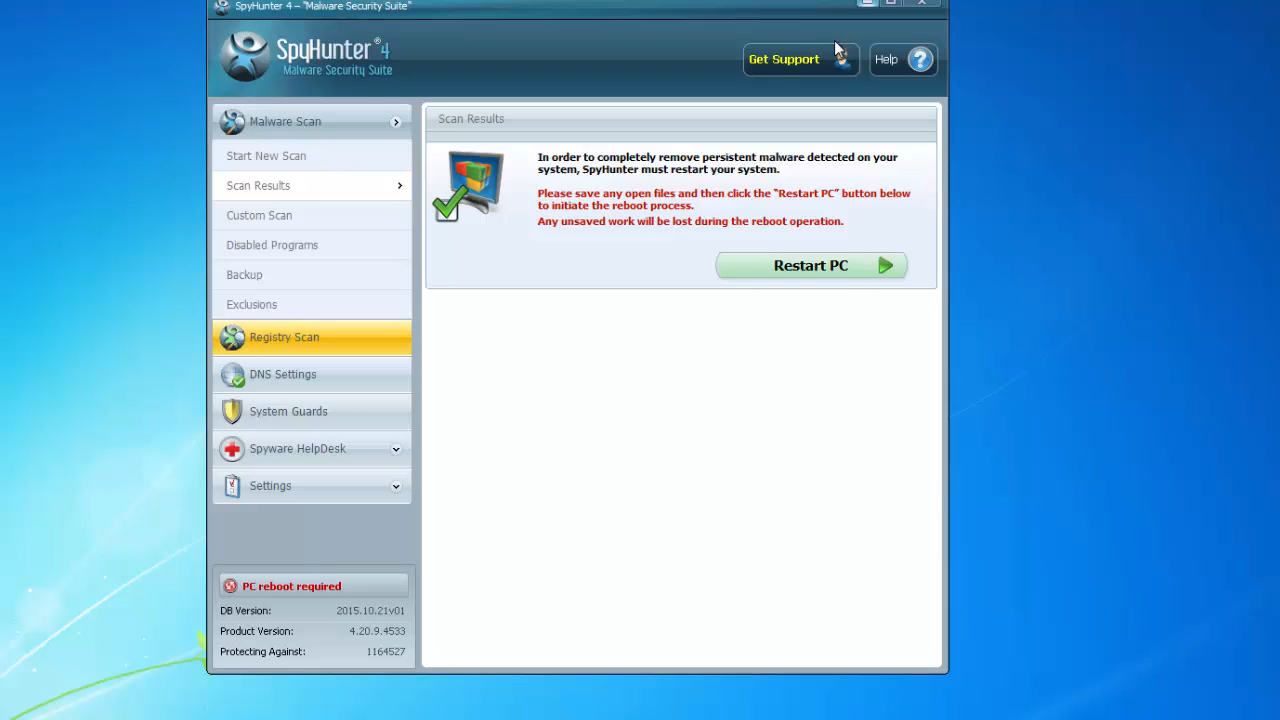 SpyHunter 4 – "Malware Security Suite"
SpyHunter® 4
Malware Security Suite
Get Support
Help
Malware Scan
Start New Scan
Scan Results
Custom Scan
Disabled Programs
Backup
Exclusions
Registry Scan
DNS Settings
System Guards
Spyware HelpDesk
Settings
PC reboot required
DB Version: 2015.10.21v01
Product Version: 4.20.9.4533
Protecting Against: 1164527
Scan Results
In order to completely remove persistent malware detected on your
system, SpyHunter must restart your system.
Please save any open files and then click the "Restart PC" button below
to initiate the reboot process.
Any unsaved work will be lost during the reboot operation.
Restart PC